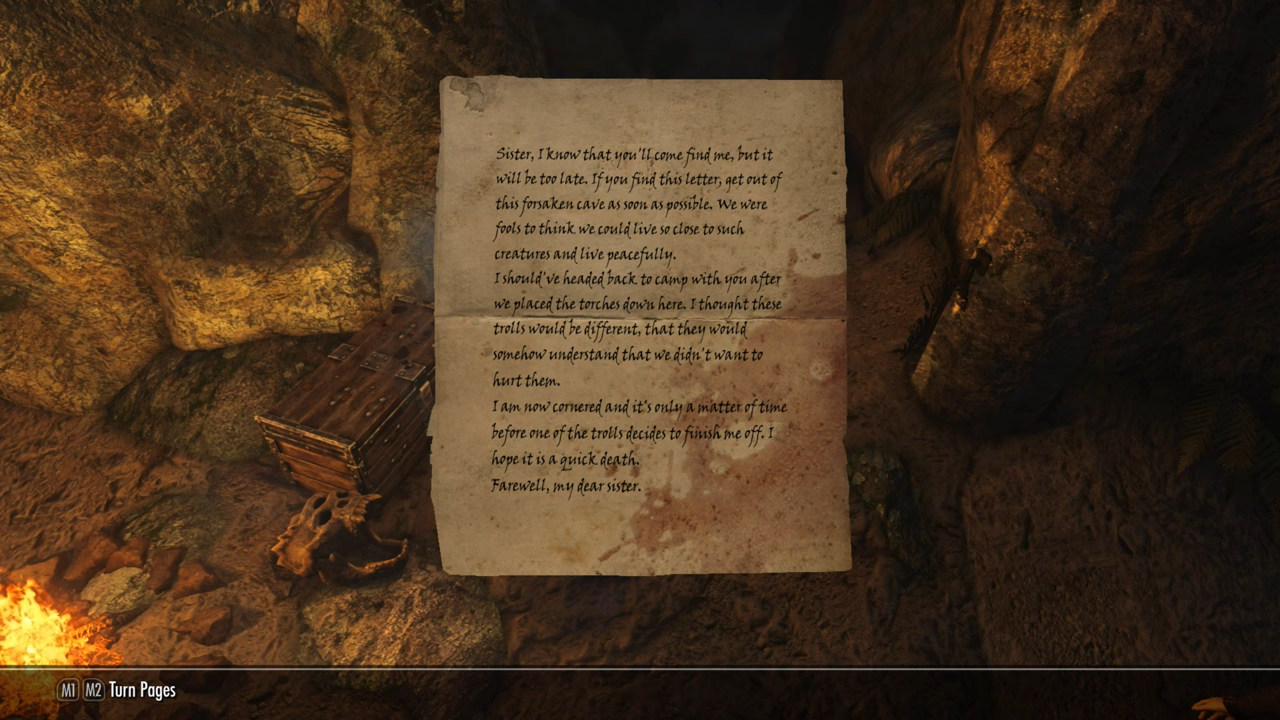 Sister, I know that you'll come find me, but it
will be too late. If you find this letter, get out of
this forsaken cave as soon as possible. We were
fools to think we could live so close to such
creatures and live peacefully.
I should've headed back to camp with you after
we placed the torches down here. I thought these
trolls would be different, that they would
somehow understand that we didn't want to
hurt them.
I am now cornered and it's only a matter of time
before one of the trolls decides to finish me off. I
hope it is a quick death.
Farewell, my dear sister.
M1 M2 Turn Pages